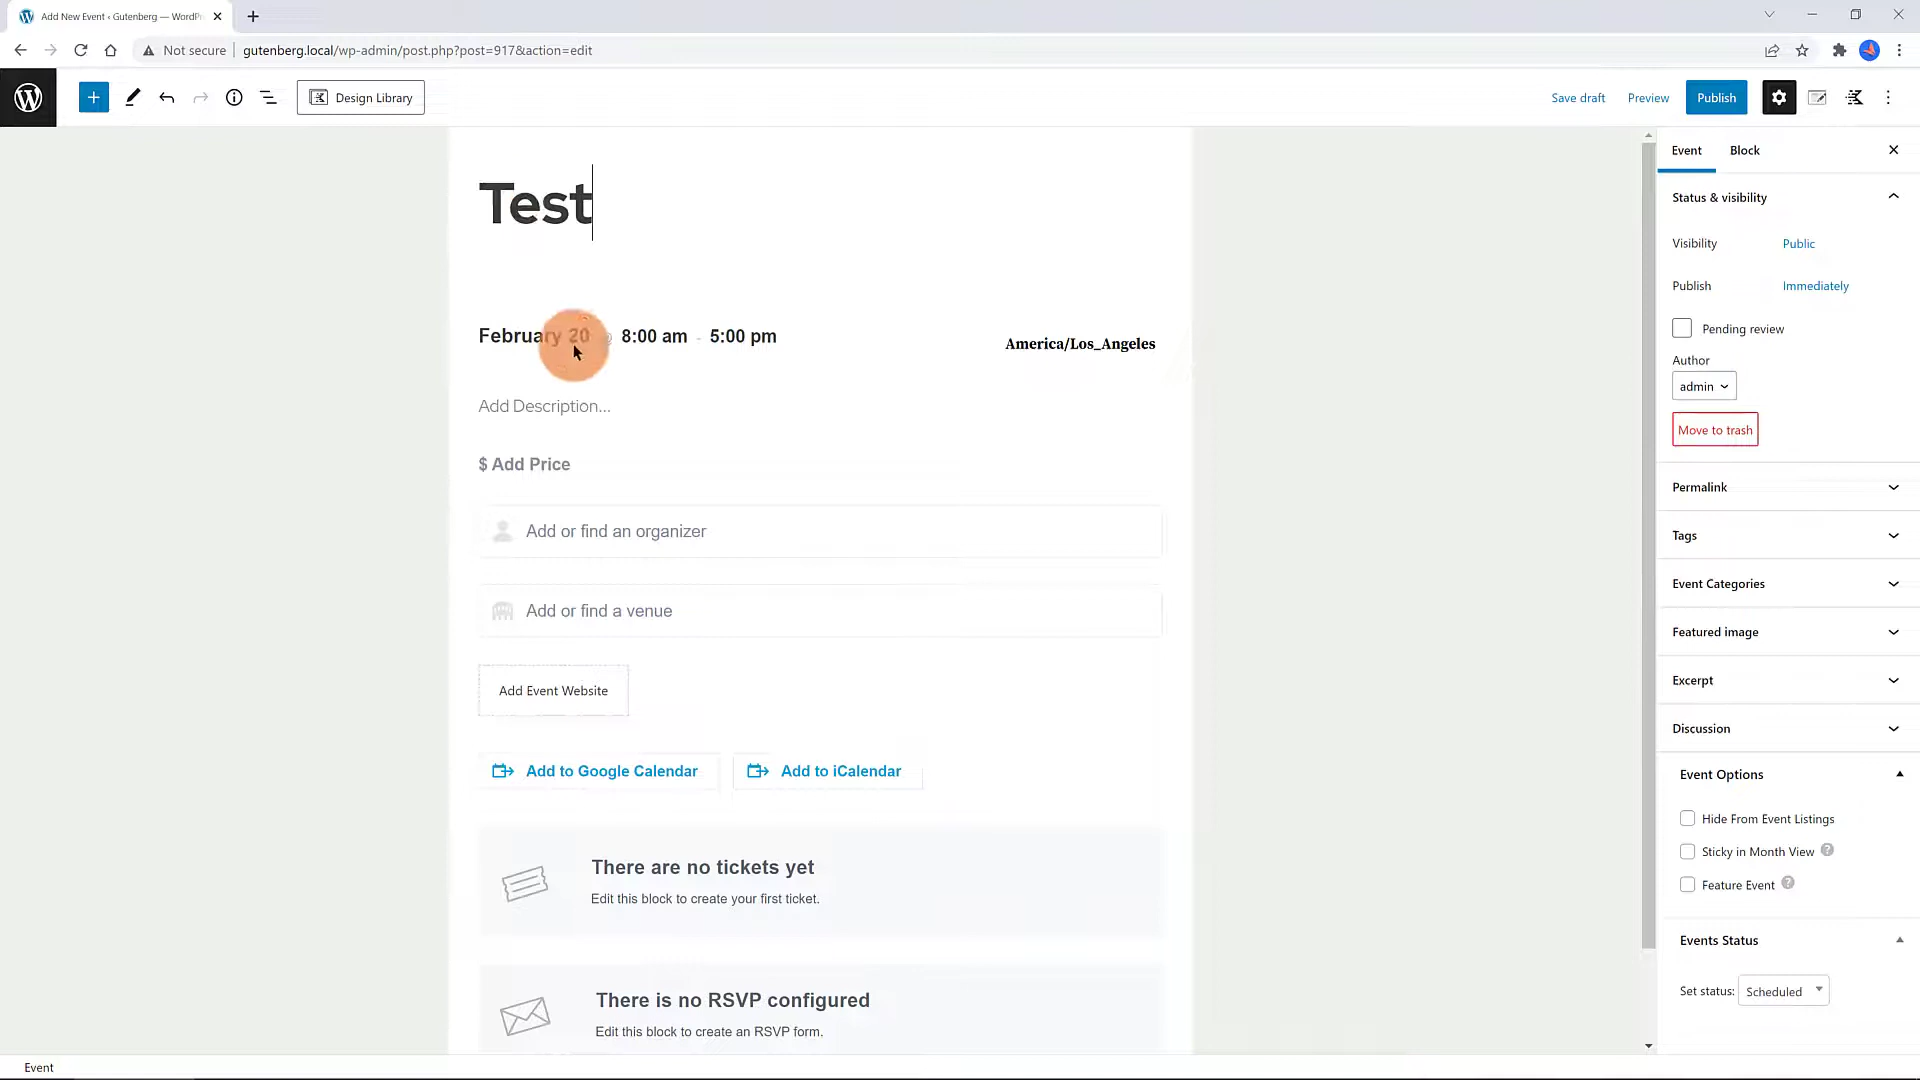 Add New Event ‹ Gutenberg — WordPr
Not secure
gutenberg.local/wp-admin/post.php?post=917&action=edit
Design Library
Save draft
Preview
Publish
Test
February 20 @ 8:00 am - 5:00 pm
America/Los_Angeles
Add Description...
$ Add Price
Add or find an organizer
Add or find a venue
Add Event Website
Add to Google Calendar
Add to iCalendar
There are no tickets yet
Edit this block to create your first ticket.
There is no RSVP configured
Edit this block to create an RSVP form.
Event
Block
Status & visibility
Visibility
Public
Publish
Immediately
Pending review
Author
admin
Move to trash
Permalink
Tags
Event Categories
Featured image
Excerpt
Discussion
Event Options
Hide From Event Listings
Sticky in Month View
Feature Event
Events Status
Set status: Scheduled
Event